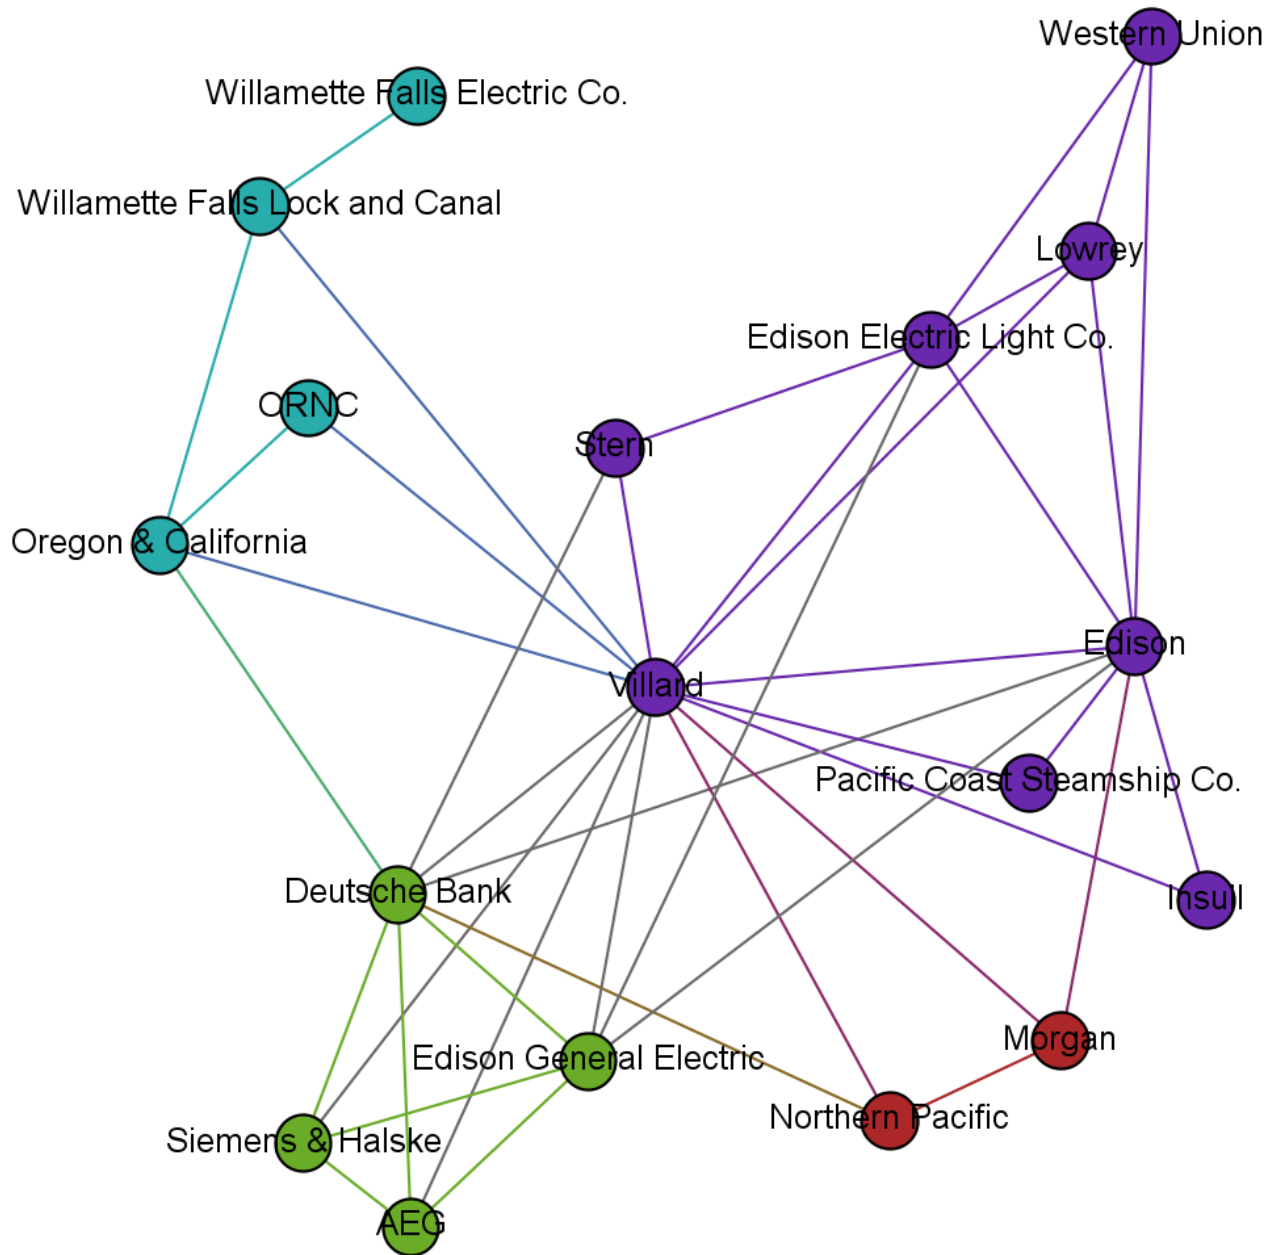 Western Union
Willamette Falls Electric Co.
Willamette Falls Lock and Canal
Lowrey
Edison Electric Light Co.
ORNC
Stern
Oregon & California
Edison
Villard
Pacific Coast Steamship Co.
Deutsche Bank
Insull
Morgan
Edison General Electric
Northern Pacific
Siemens & Halske
AEG